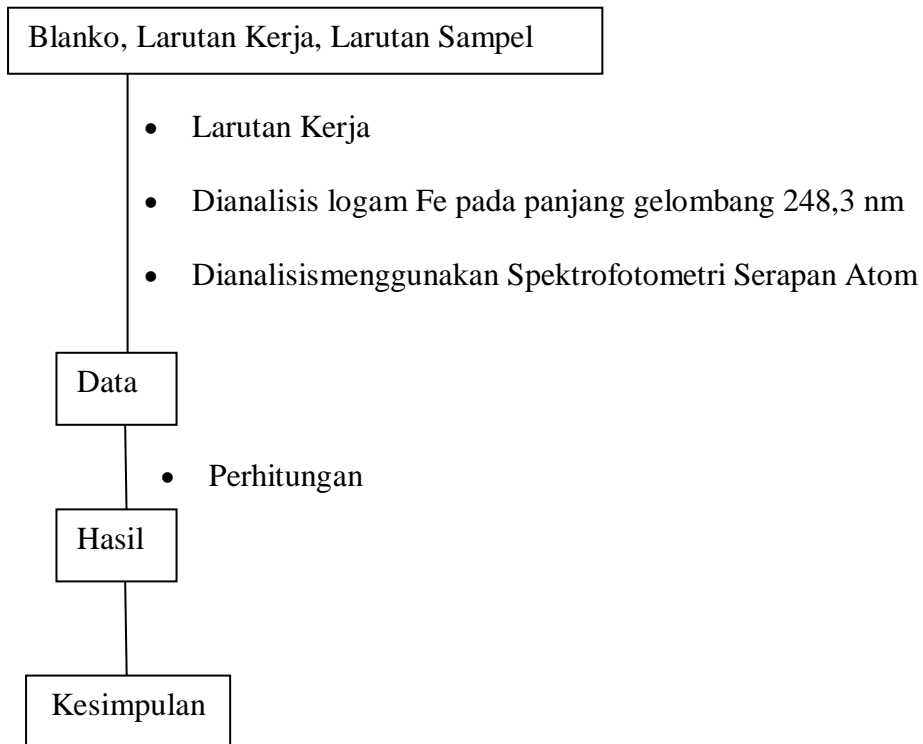 Blanko, Larutan Kerja, Larutan Sampel
• Larutan Kerja
• Dianalisis logam Fe pada panjang gelombang 248,3 nm
• Dianalisismenggunakan Spektrofotometri Serapan Atom
Data
• Perhitungan
Hasil
Kesimpulan